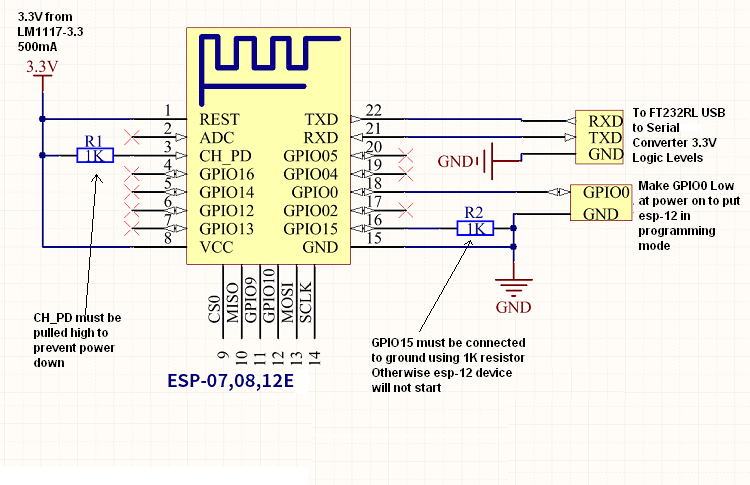 3.3V from
LM1117-3.3
500mA
3.3V
R1
1K
1
2
3
4
5
6
7
8
REST
ADC
CH_PD
GPIO16
GPIO14
GPIO12
GPIO13
VCC
TXD
RXD
GPIO05
GPIO04
GPIO0
GPIO02
GPIO15
GND
22
21
20
19
18
17
16
15
CS0
MISO
GPIO9
GPIO10
MOSI
SCLK
9
10
11
12
13
14
ESP-07,08,12E
RXD
TXD
GND
GND
To FT232RL USB
to Serial
Converter 3.3V
Logic Levels
GPIO0
GND
Make GPIO0 Low
at power on to put
esp-12 in
programming
mode
R2
1K
GND
CH_PD must be
pulled high to
prevent power
down
GPIO15 must be connected
to ground using 1K resistor
Otherwise esp-12 device
will not start